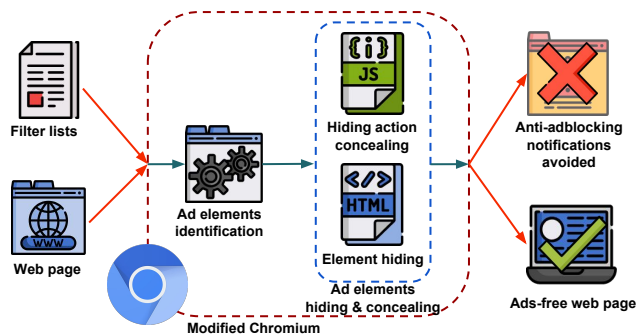 Filter lists
WWW
Web page
Ad elements
identification
{i}
JS
Hiding action
concealing
</>
HTML
Element hiding
Ad elements
hiding & concealing
Modified Chromium
Anti-adblocking
notifications
avoided
Ads-free web page